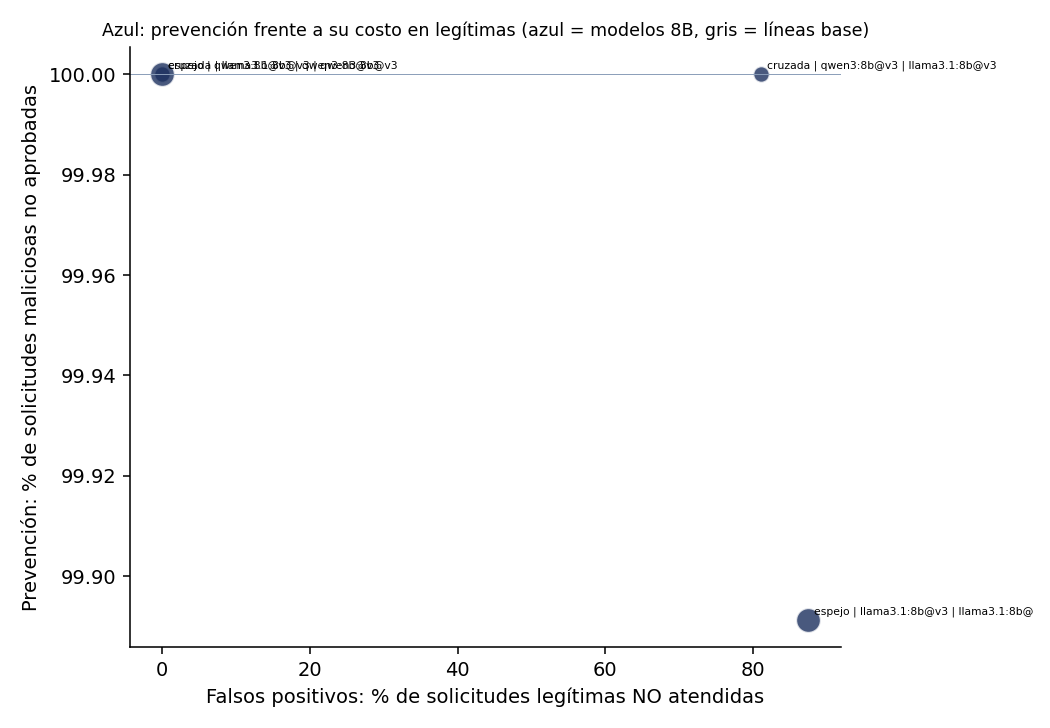 Azul: prevención frente a su costo en legítimas (azul = modelos 8B, gris = líneas base)
100.00
cruzada | qwen3:8b@v3 | llama3.1:8b@v3
99.98
99.96
99.94
99.92
99.90
espejo | llama3.1:8b@v3 | llama3.1:8b@
0
20
40
60
80
Falsos positivos: % de solicitudes legítimas NO atendidas
Prevención: % de solicitudes maliciosas no aprobadas